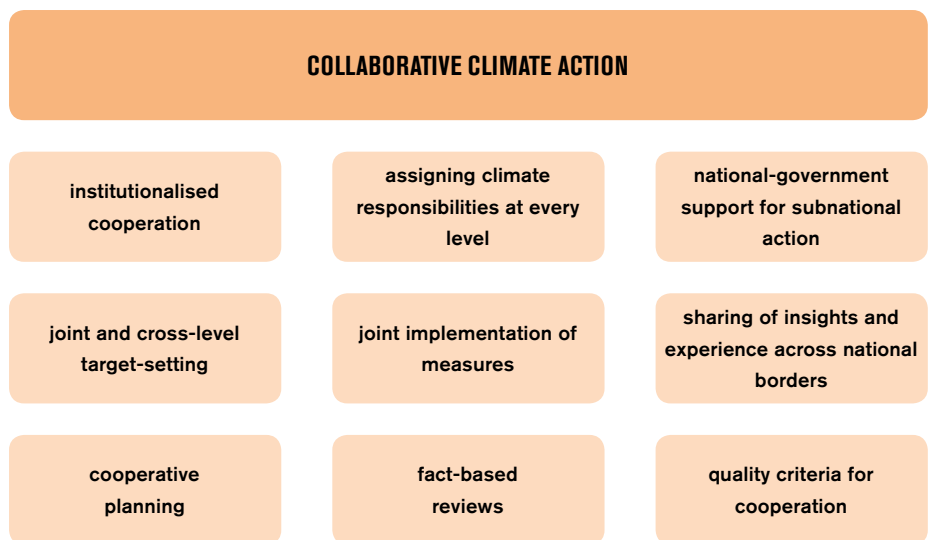 COLLABORATIVE CLIMATE ACTION
institutionalised
cooperation
assigning climate
responsibilities at every
level
national-government
support for subnational
action
joint and cross-level
target-setting
joint implementation of
measures
sharing of insights and
experience across national
borders
cooperative
planning
fact-based
reviews
quality criteria for
cooperation